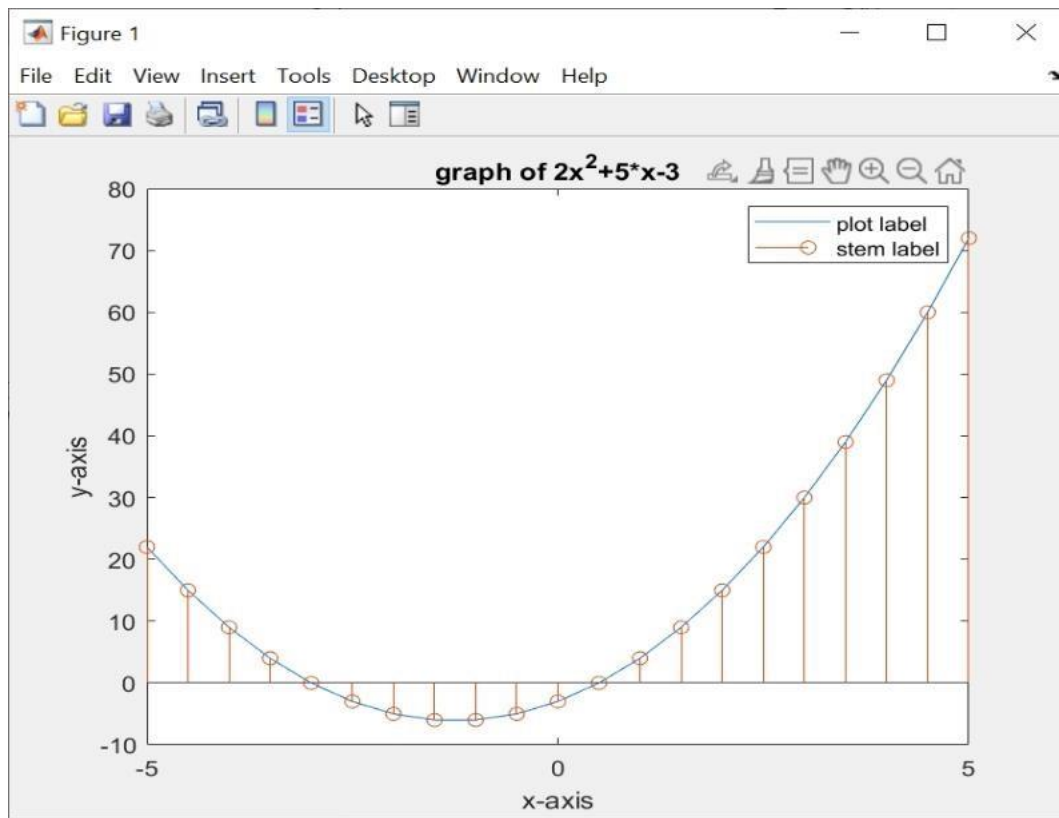 Figure 1
File Edit View Insert Tools Desktop Window Help
graph of 2x²+5*x-3
plot label
stem label
80
70
60
50
40
30
20
10
0
-10
y-axis
-5 0 5
x-axis